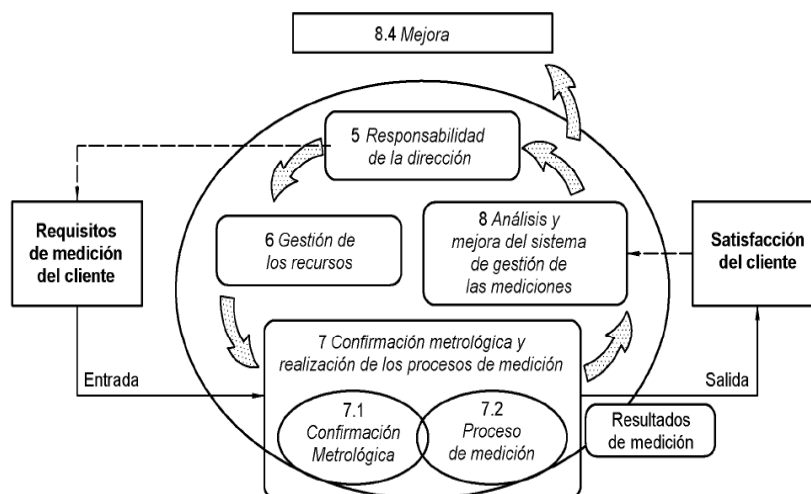 8.4 Mejora
5 Responsabilidad
de la dirección
Requisitos
de medición
del cliente
6 Gestión de
los recursos
8 Análisis y
mejora del sistema
de gestión de
las mediciones
Satisfacción
del cliente
7 Confirmación metrológica y
realización de los procesos de medición
Entrada
Salida
7.1
Confirmación
Metrológica
7.2
Proceso
de medición
Resultados
de medición